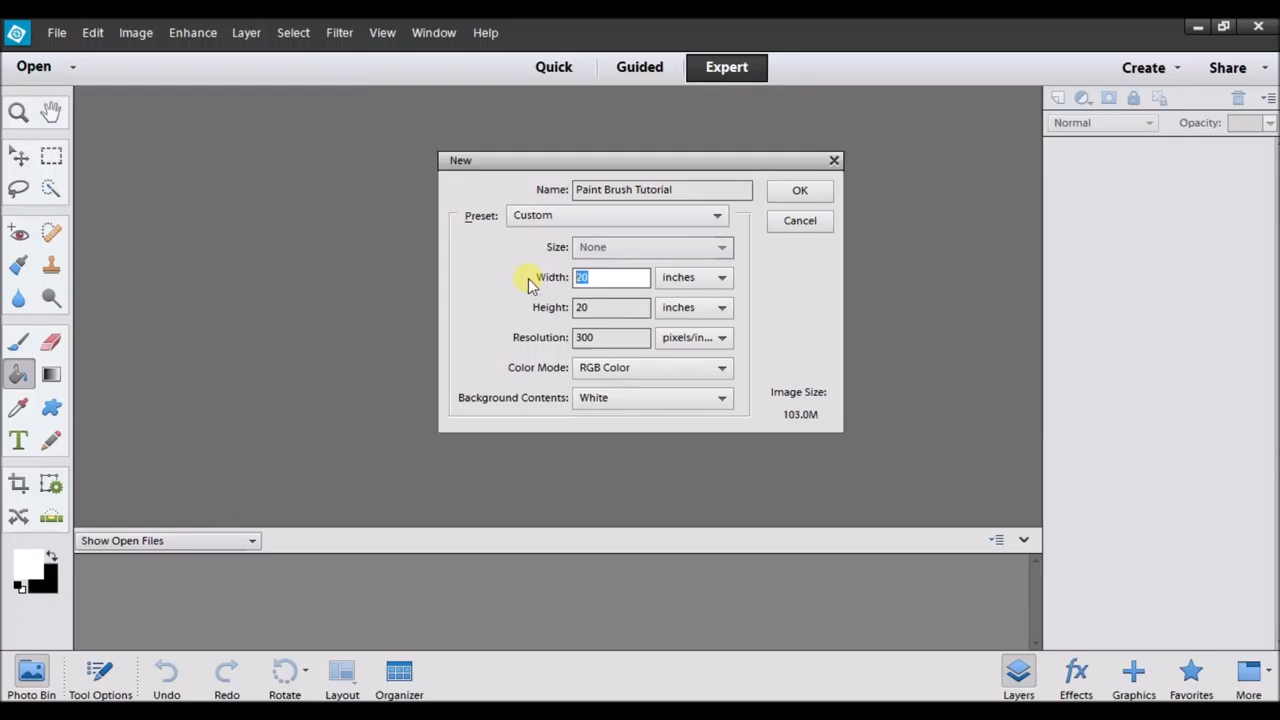 File Edit Image Enhance Layer Select Filter View Window Help
Open Quick Guided Expert Create Share
Normal Opacity:
New
Name: Paint Brush Tutorial OK
Preset: Custom Cancel
Size: None
Width: 20 inches
Height: 20 inches
Resolution: 300 pixels/in...
Color Mode: RGB Color
Background Contents: White
Image Size:
103.0M
T
Show Open Files
Photo Bin Tool Options Undo Redo Rotate Layout Organizer Layers Effects Graphics Favorites More